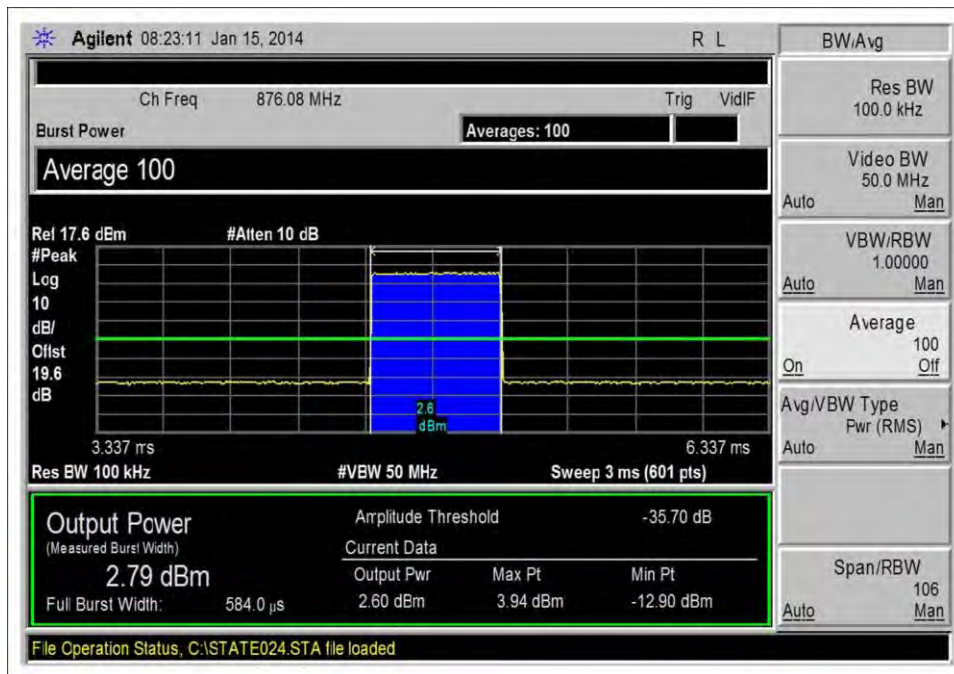 Agilent 08:23:11 Jan 15, 2014 R L
Ch Freq 876.08 MHz Trig VidIF
Burst Power Averages: 100
Average 100
Ref 17.6 dBm #Atten 10 dB
#Peak
Log
10
dB/
Offst
19.6
dB
2.6
dBm
3.337 ms 6.337 ms
Res BW 100 kHz #VBW 50 MHz Sweep 3 ms (601 pts)
Output Power
(Measured Burst Width)
2.79 dBm
Full Burst Width: 584.0 µs
Amplitude Threshold -35.70 dB
Current Data
Output Pwr Max Pt Min Pt
2.60 dBm 3.94 dBm -12.90 dBm
File Operation Status, C:\STATE024.STA file loaded
BW/Avg
Res BW
100.0 kHz
Video BW
50.0 MHz
Auto Man
VBW/RBW
1.00000
Auto Man
Average
100
On Off
Avg/VBW Type
Pwr (RMS)
Auto Man
Span/RBW
106
Auto Man